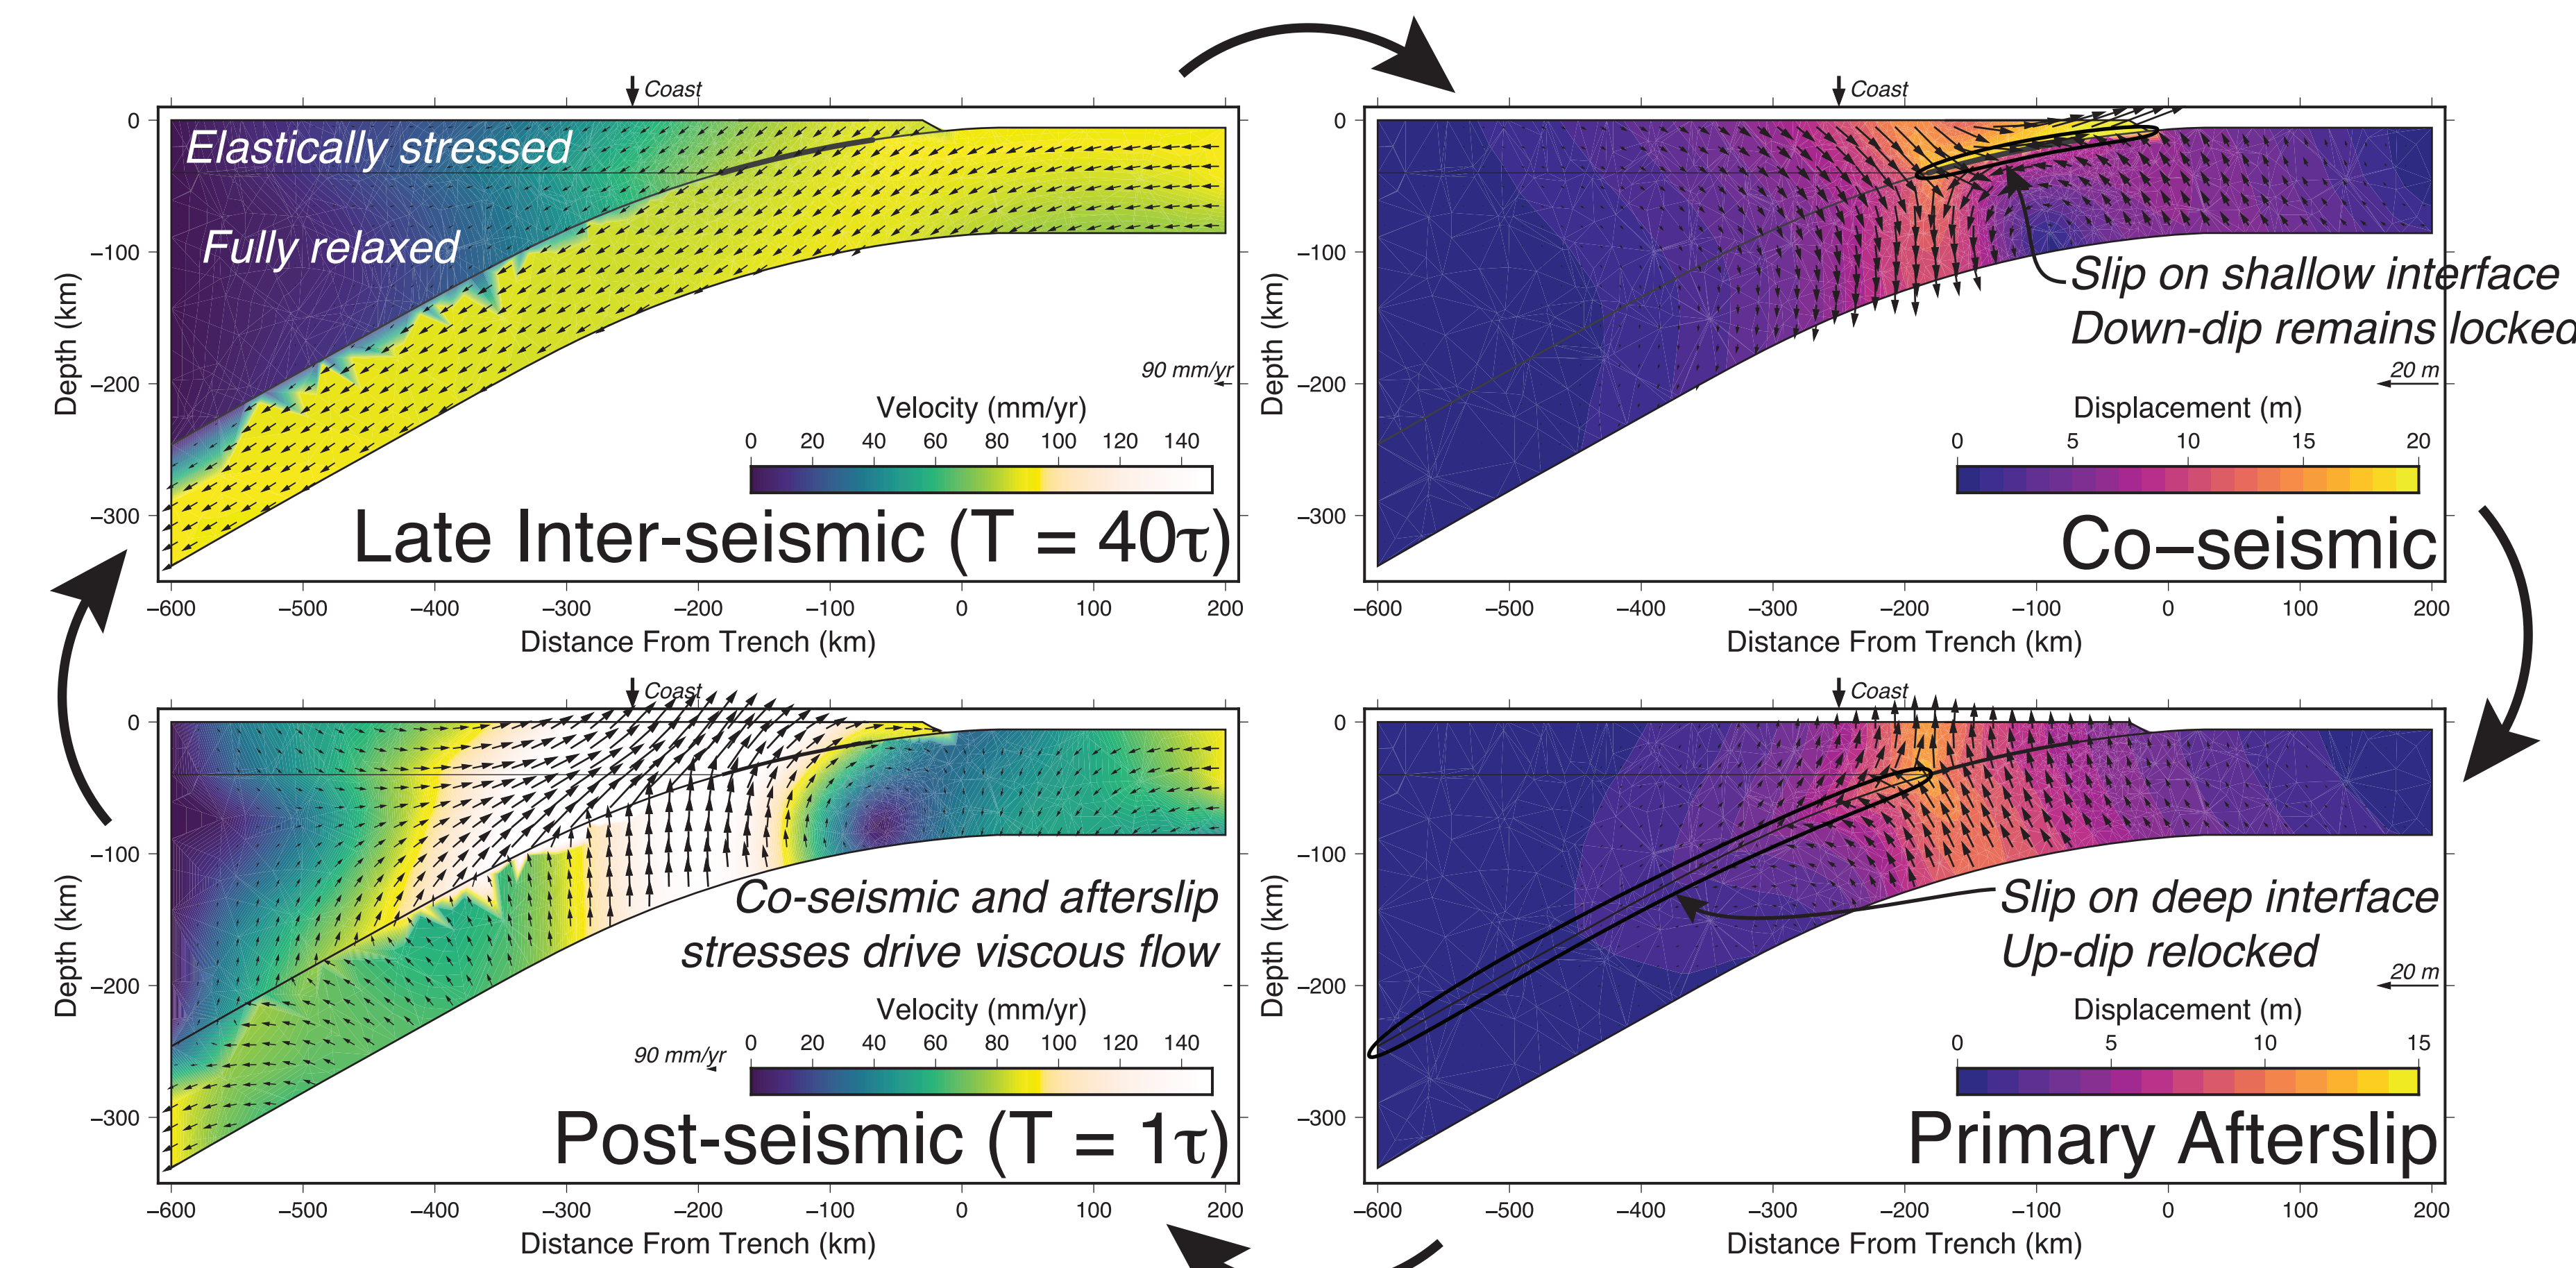 Coast
0
−100
−200
−300
Depth (km)
Elastically stressed
Fully relaxed
90 mm/yr
Velocity (mm/yr)
0 20 40 60 80 100 120 140
Late Inter-seismic (T = 40τ)
−600 −500 −400 −300 −200 −100 0 100 200
Distance From Trench (km)
Coast
0
−100
−200
−300
Depth (km)
Slip on shallow interface
Down-dip remains locked
20 m
Displacement (m)
0 5 10 15 20
Co−seismic
−600 −500 −400 −300 −200 −100 0 100 200
Distance From Trench (km)
Coast
0
−100
−200
−300
Depth (km)
Co-seismic and afterslip
stresses drive viscous flow
Velocity (mm/yr)
90 mm/yr
0 20 40 60 80 100 120 140
Post-seismic (T = 1τ)
−600 −500 −400 −300 −200 −100 0 100 200
Distance From Trench (km)
Coast
0
−100
−200
−300
Depth (km)
Slip on deep interface
Up-dip relocked
20 m
Displacement (m)
0 5 10 15
Primary Afterslip
−600 −500 −400 −300 −200 −100 0 100 200
Distance From Trench (km)